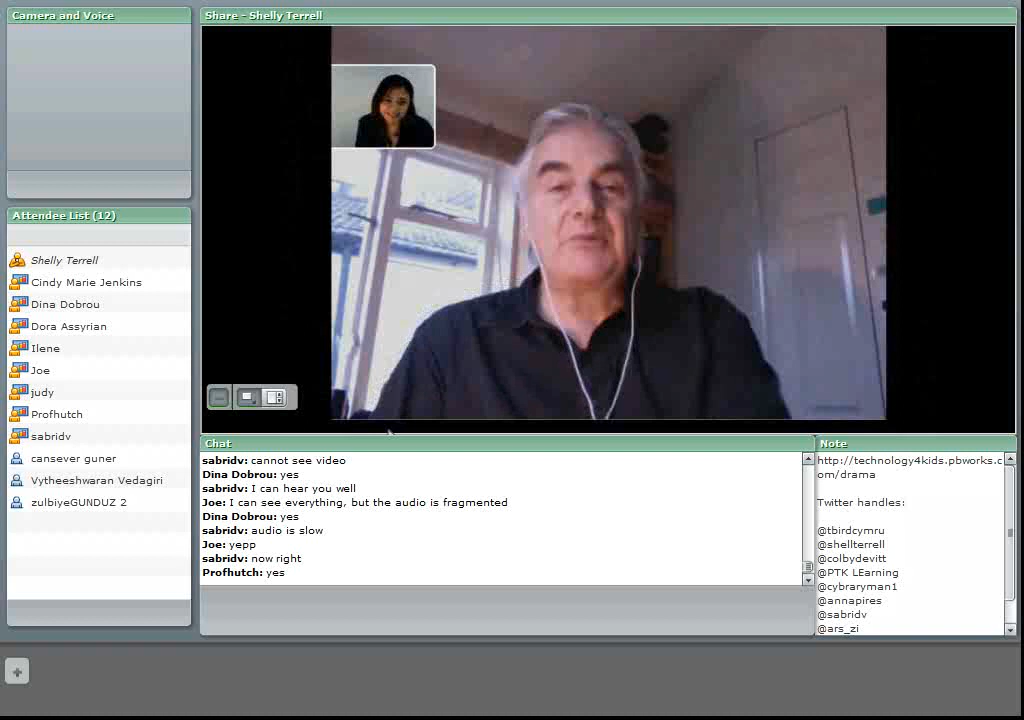 Camera and Voice
Share - Shelly Terrell
Attendee List (12)
Shelly Terrell
Cindy Marie Jenkins
Dina Dobrou
Dora Assyrian
Ilene
Joe
judy
Profhutch
sabridv
cansever guner
Vytheeshwaran Vedagiri
zulbiyeGUNDUZ 2
Chat
sabridv: cannot see video
Dina Dobrou: yes
sabridv: I can hear you well
Joe: I can see everything, but the audio is fragmented
Dina Dobrou: yes
sabridv: audio is slow
Joe: yepp
sabridv: now right
Profhutch: yes
Note
http://technology4kids.pbworks.c
om/drama
Twitter handles:
@tbirdcymru
@shellterrell
@colbydevitt
@PTK LEarning
@cybraryman1
@annapires
@sabridv
@ars_zi